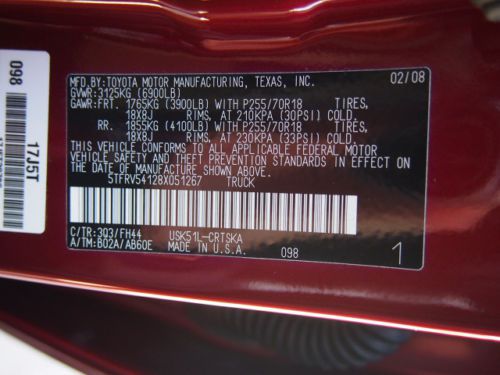 MFD.BY:TOYOTA MOTOR MANUFACTURING, TEXAS, INC. 02/08
GVWR:3125KG (6900LB)
GAWR:FRT. 1765KG (3900LB) WITH P255/70R18 TIRES,
18X8J RIMS, AT 210KPA (30PSI) COLD.
RR. 1855KG (4100LB) WITH P255/70R18 TIRES,
18X8J RIMS, AT 230KPA (33PSI) COLD.
THIS VEHICLE CONFORMS TO ALL APPLICABLE FEDERAL MOTOR
VEHICLE SAFETY AND THEFT PREVENTION STANDARDS IN EFFECT ON
THE DATE OF MANUFACTURE SHOWN ABOVE.
5TFRV54128X051267 TRUCK
C/TR:3Q3/FH44 USK51L-CRTSKA
A/TM:B02A/AB60E MADE IN U.S.A. 098 1
098
17J5T